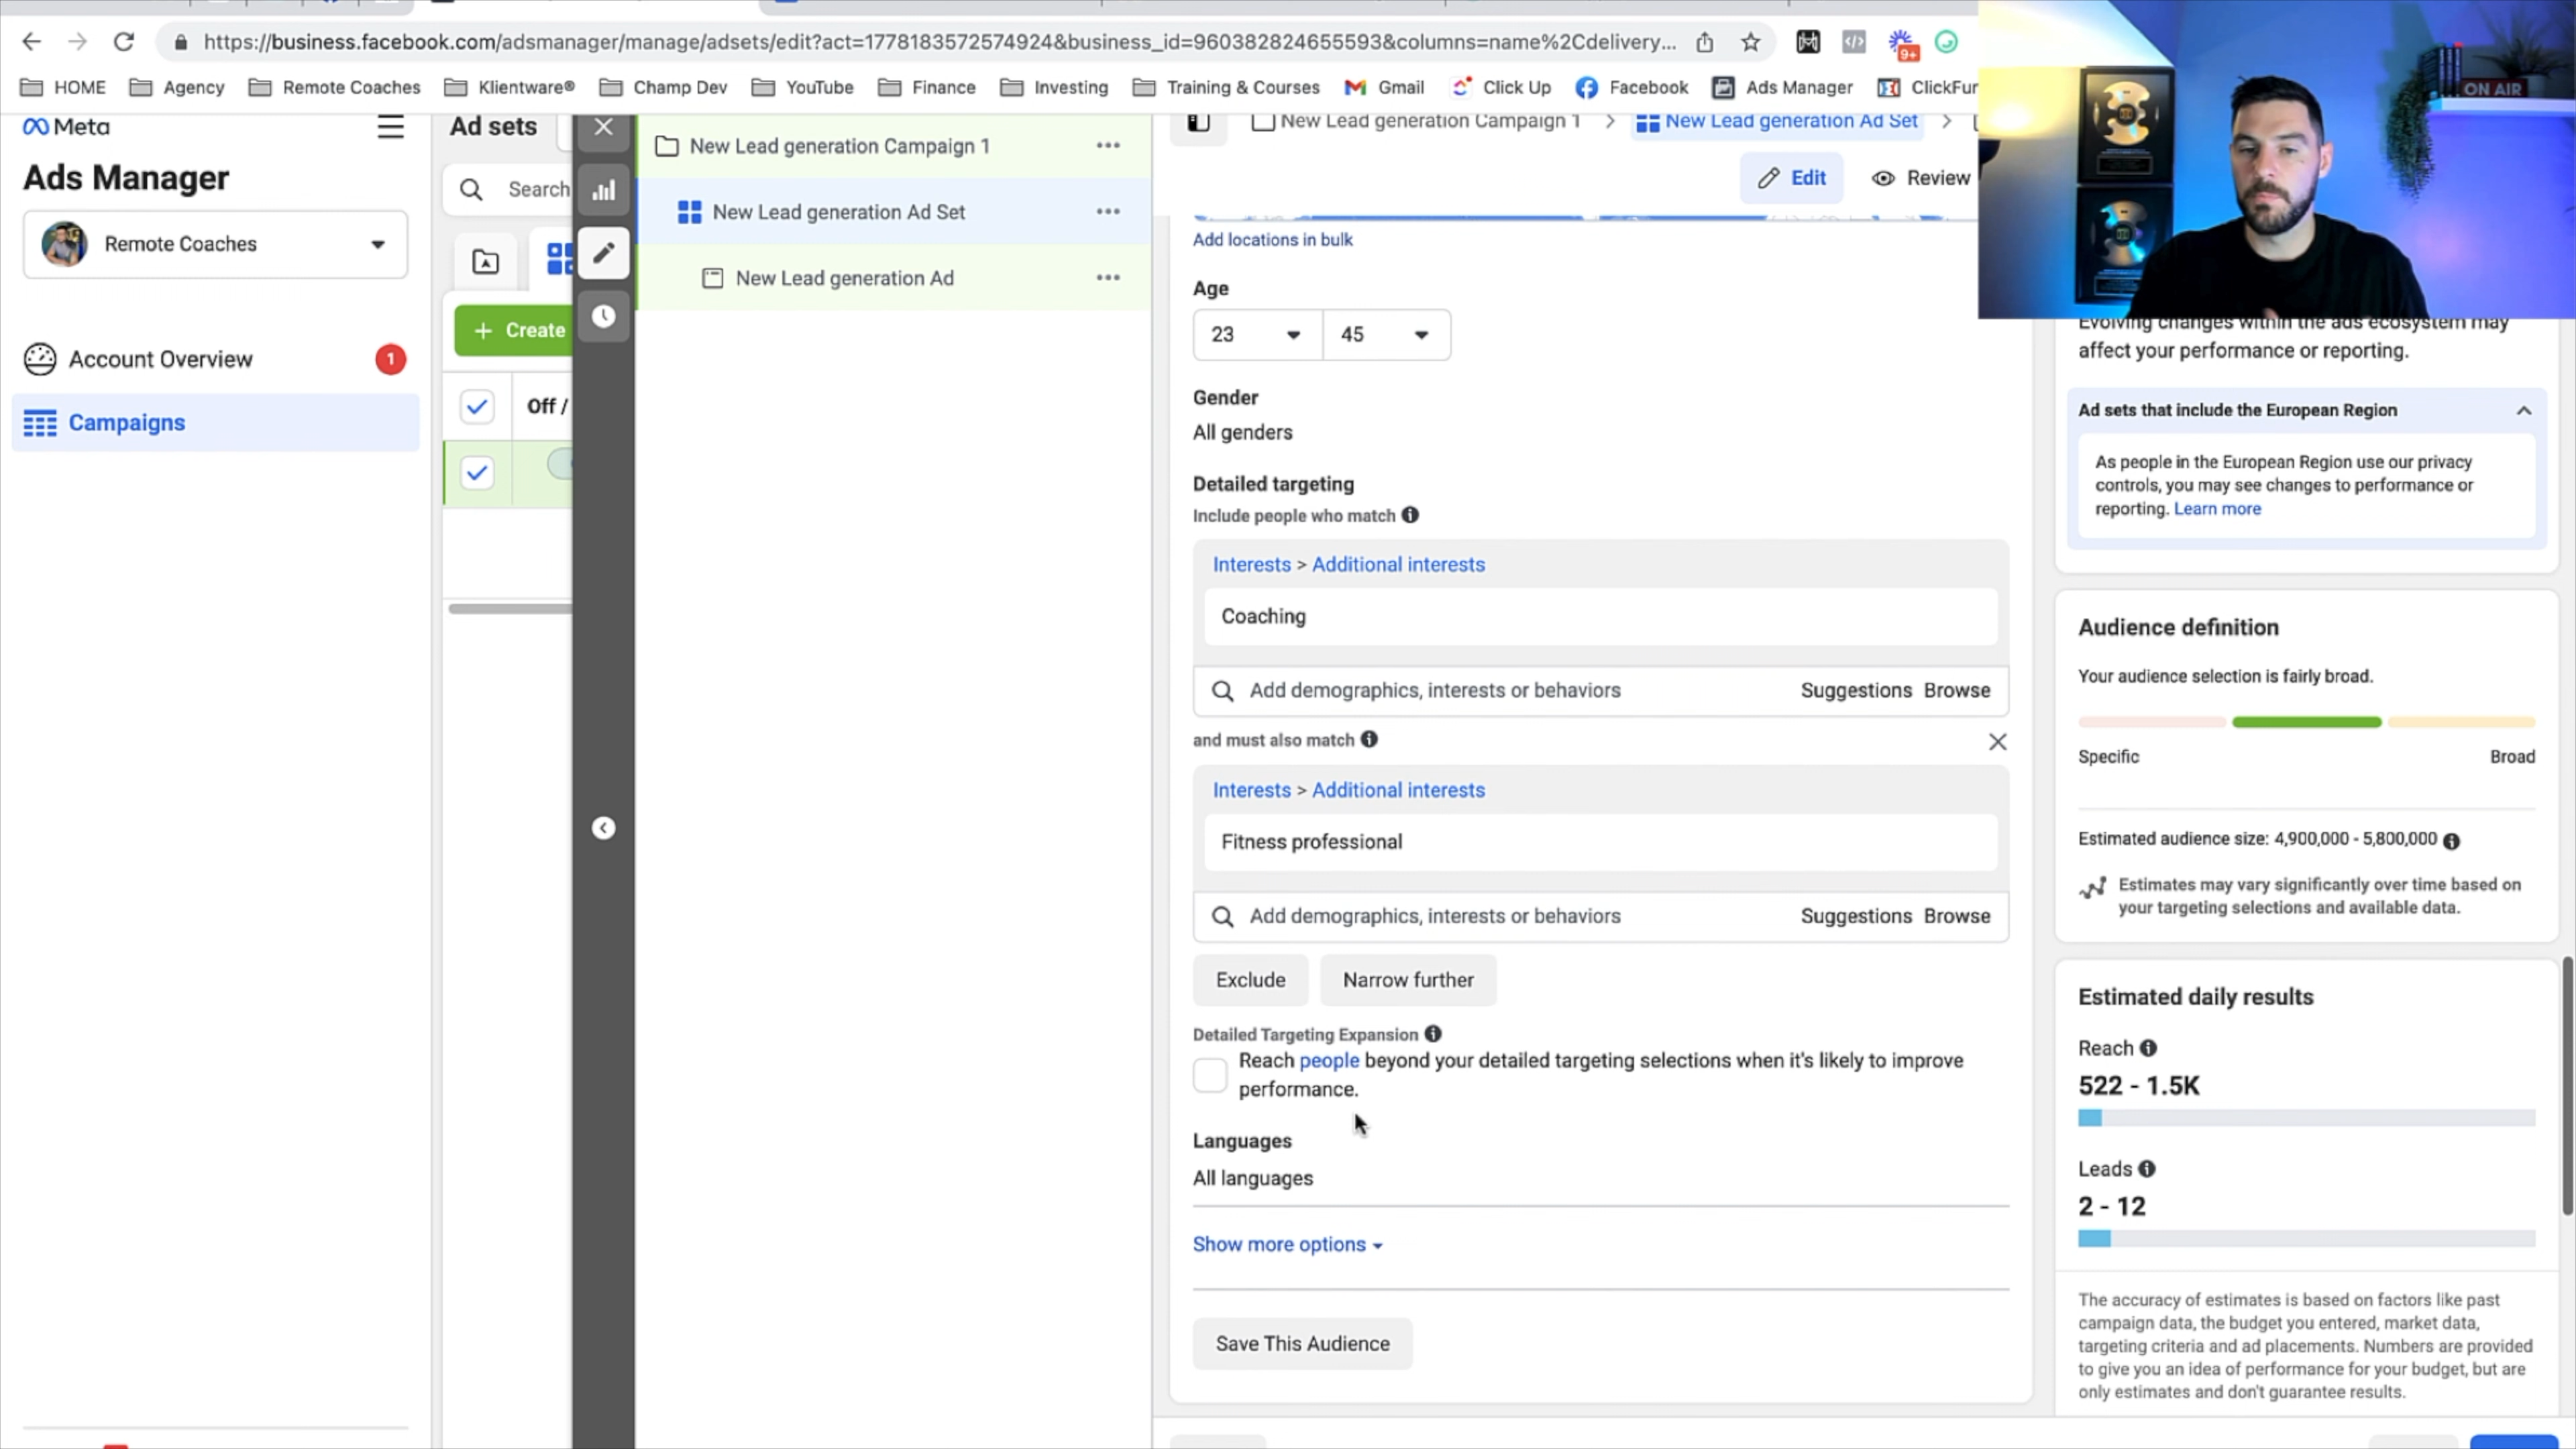 https://business.facebook.com/adsmanager/manage/adsets/edit?act=1778183572574924&business_id=960382824655593&columns=name%2Cdelivery...
9+
HOME Agency Remote Coaches Klientware® Champ Dev YouTube Finance Investing Training & Courses Gmail Click Up Facebook Ads Manager ClickFun
ON AIR
Meta
Ads Manager
Remote Coaches
Account Overview
1
Campaigns
Ad sets
Search
+ Create
Off /
New Lead generation Campaign 1
New Lead generation Ad Set
New Lead generation Ad
New Lead generation Campaign 1 > New Lead generation Ad Set >
Edit Review
Add locations in bulk
Age
23 45
Gender
All genders
Detailed targeting
Include people who match
Interests > Additional interests
Coaching
Add demographics, interests or behaviors Suggestions Browse
and must also match
Interests > Additional interests
Fitness professional
Add demographics, interests or behaviors Suggestions Browse
Exclude Narrow further
Detailed Targeting Expansion
Reach people beyond your detailed targeting selections when it's likely to improve
performance.
Languages
All languages
Show more options
Save This Audience
Evolving changes within the ads ecosystem may
affect your performance or reporting.
Ad sets that include the European Region
As people in the European Region use our privacy
controls, you may see changes to performance or
reporting. Learn more
Audience definition
Your audience selection is fairly broad.
Specific Broad
Estimated audience size: 4,900,000 - 5,800,000
Estimates may vary significantly over time based on
your targeting selections and available data.
Estimated daily results
Reach
522 - 1.5K
Leads
2 - 12
The accuracy of estimates is based on factors like past
campaign data, the budget you entered, market data,
targeting criteria and ad placements. Numbers are provided
to give you an idea of performance for your budget, but are
only estimates and don't guarantee results.